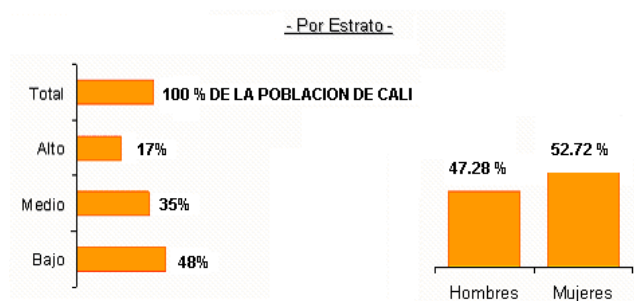 - Por Estrato -
Total 100 % DE LA POBLACION DE CALI
Alto 17%
Medio 35%
Bajo 48%
47.28 % 52.72 %
Hombres Mujeres